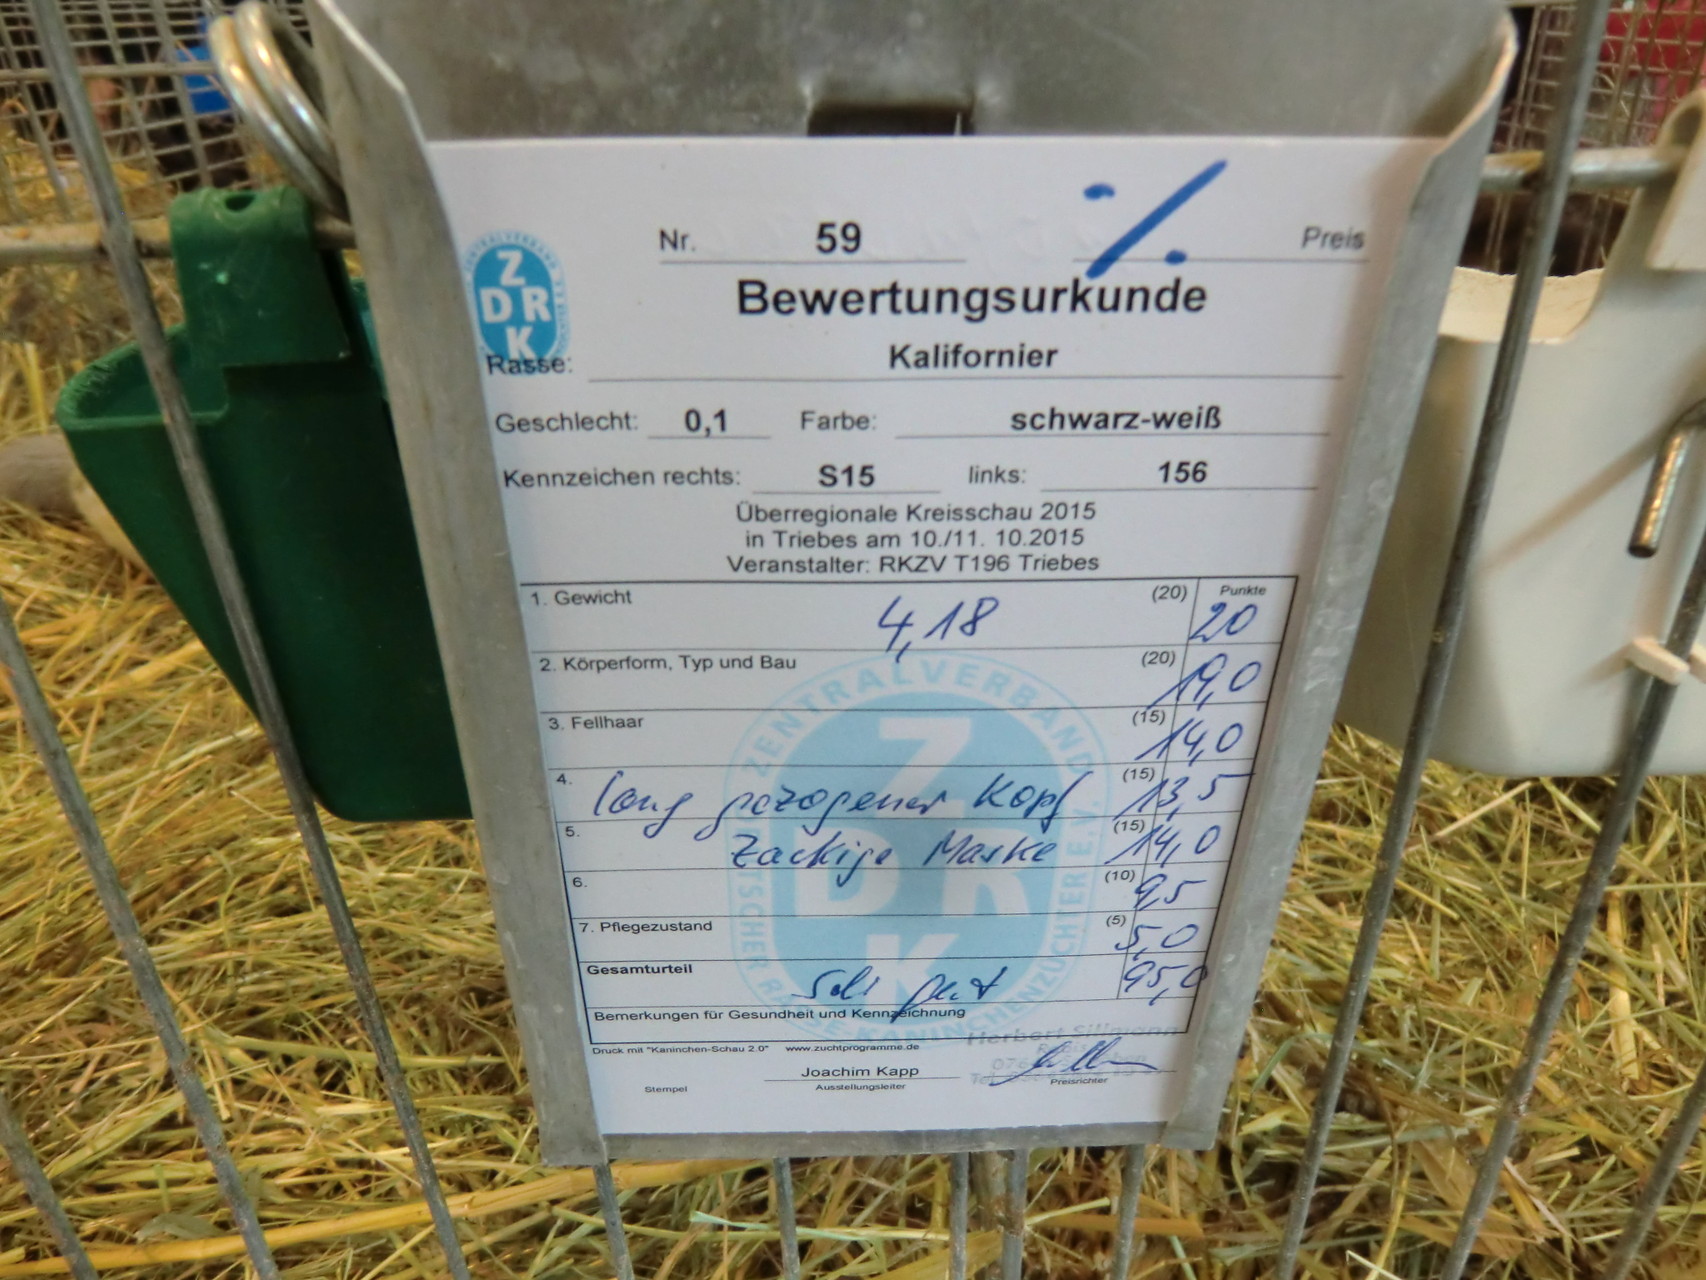 Nr. 59 ./. Preis
ZDRK
Bewertungsurkunde
Rasse: Kalifornier
Geschlecht: 0,1 Farbe: schwarz-weiß
Kennzeichen rechts: S15 links: 156
Überregionale Kreisschau 2015
in Triebes am 10./11. 10.2015
Veranstalter: RKZV T196 Triebes
1. Gewicht 4,18 (20) Punkte 20
2. Körperform, Typ und Bau (20) 19,0
3. Fellhaar (15) 14,0
4. lang gezogener Kopf (15) 13,5
5. Zackige Maske (15) 14,0
6. (10) 9,5
7. Pflegezustand (5) 5,0
Gesamturteil sehr gut 95,0
Bemerkungen für Gesundheit und Kennzeichnung
Druck mit "Kaninchen-Schau 2.0" www.zuchtprogramme.de
Herbert Sillmann
Joachim Kapp
Stempel Ausstellungsleiter Preisrichter